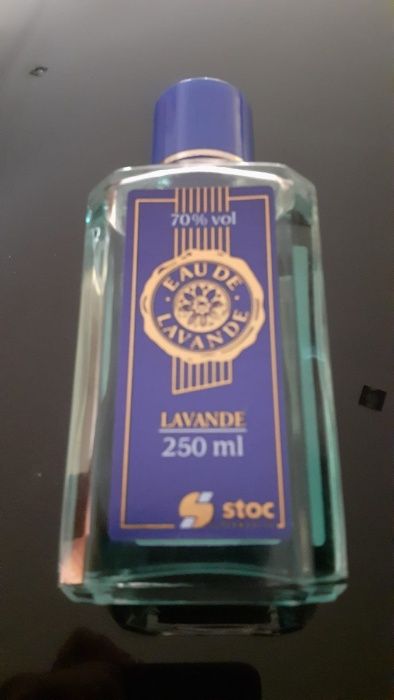 70% vol
EAU DE
LAVANDE
LAVANDE
250 ml
stoc